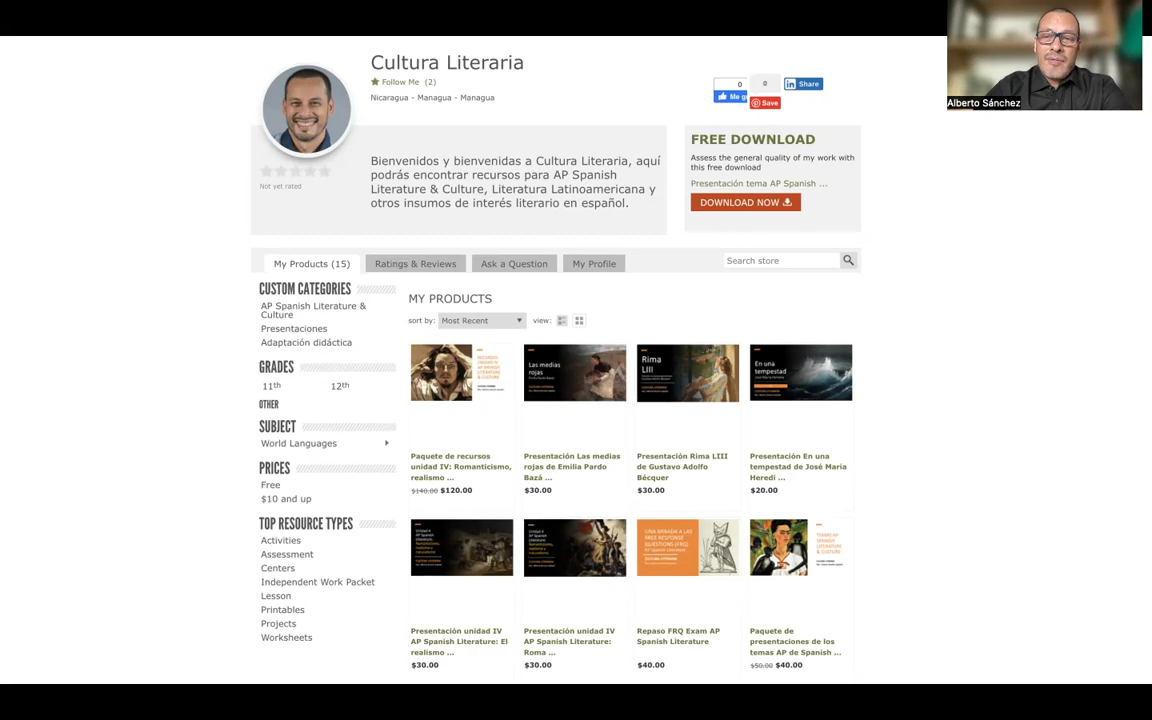 Cultura Literaria
Follow Me (2)
Nicaragua - Managua - Managua
0
Me g
0
Save
Share
Alberto Sánchez
Not yet rated
Bienvenidos y bienvenidas a Cultura Literaria, aquí
podrás encontrar recursos para AP Spanish
Literature & Culture, Literatura Latinoamericana y
otros insumos de interés literario en español.
FREE DOWNLOAD
Assess the general quality of my work with
this free download
Presentación tema AP Spanish ...
DOWNLOAD NOW
My Products (15)
Ratings & Reviews
Ask a Question
My Profile
Search store
CUSTOM CATEGORIES
AP Spanish Literature &
Culture
Presentaciones
Adaptación didáctica
GRADES
11th
12th
OTHER
SUBJECT
World Languages
PRICES
Free
$10 and up
TOP RESOURCE TYPES
Activities
Assessment
Centers
Independent Work Packet
Lesson
Printables
Projects
Worksheets
MY PRODUCTS
sort by:
Most Recent
view:
Las medias
rojas
Rima
LIII
En una
tempestad
Paquete de recursos
unidad IV: Romanticismo,
realismo ...
$140.00 $120.00
Presentación Las medias
rojas de Emilia Pardo
Bazá ...
$30.00
Presentación Rima LIII
de Gustavo Adolfo
Bécquer
$30.00
Presentación En una
tempestad de José María
Heredi ...
$20.00
Presentación unidad IV
AP Spanish Literature: El
realismo ...
$30.00
Presentación unidad IV
AP Spanish Literature:
Roma ...
$30.00
Repaso FRQ Exam AP
Spanish Literature
$40.00
Paquete de
presentaciones de los
temas AP de Spanish ...
$50.00 $40.00